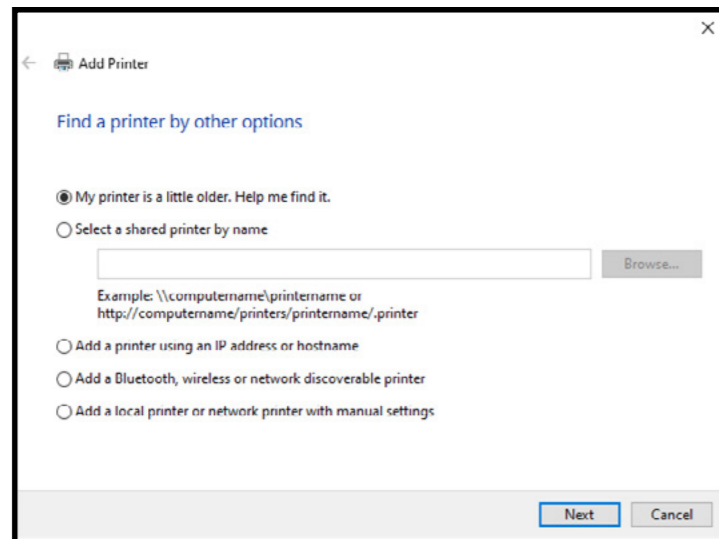 Add Printer
Find a printer by other options
My printer is a little older. Help me find it.
Select a shared printer by name
Browse...
Example: \\computername\printername or
http://computername/printers/printername/.printer
Add a printer using an IP address or hostname
Add a Bluetooth, wireless or network discoverable printer
Add a local printer or network printer with manual settings
Next
Cancel